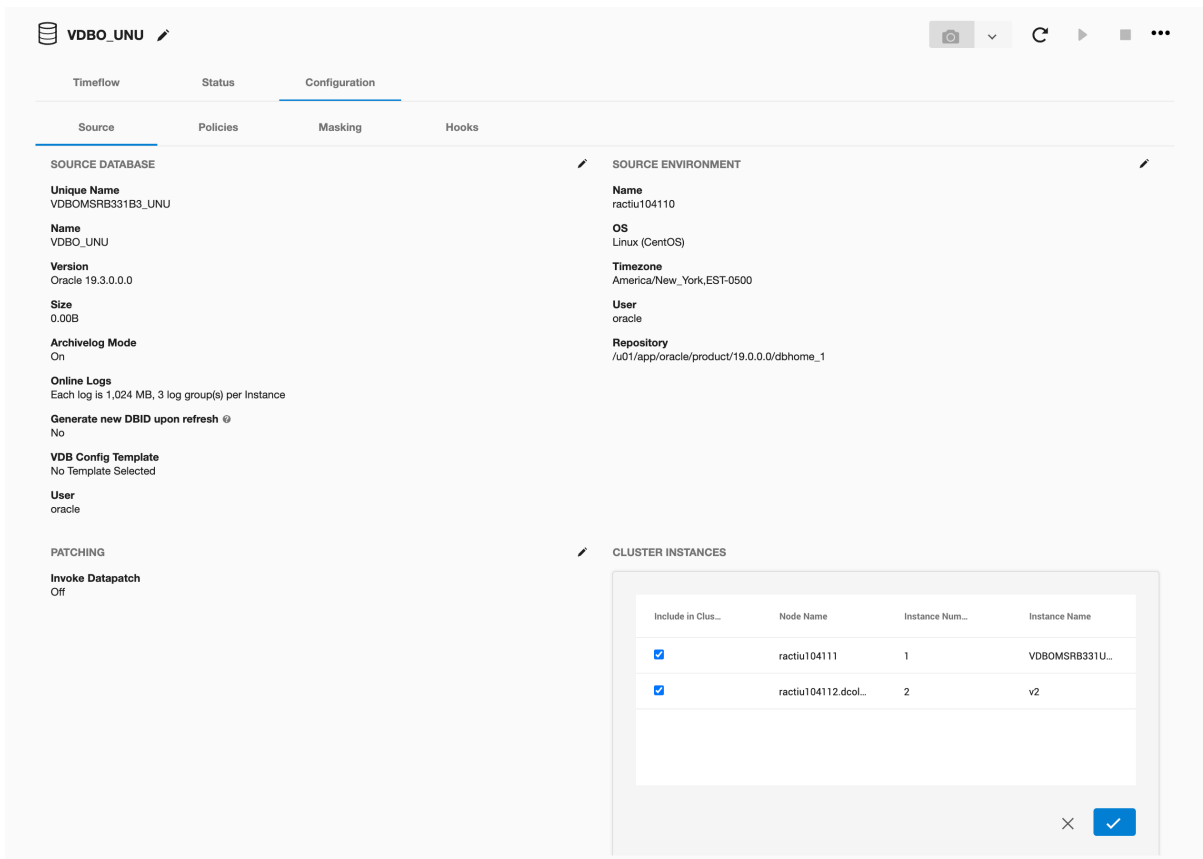 VDBO_UNU
Timeflow Status Configuration
Source Policies Masking Hooks
SOURCE DATABASE
Unique Name
VDBOMSRB331B3_UNU
Name
VDBO_UNU
Version
Oracle 19.3.0.0.0
Size
0.00B
Archivelog Mode
On
Online Logs
Each log is 1,024 MB, 3 log group(s) per Instance
Generate new DBID upon refresh
No
VDB Config Template
No Template Selected
User
oracle
SOURCE ENVIRONMENT
Name
ractiu104110
OS
Linux (CentOS)
Timezone
America/New_York,EST-0500
User
oracle
Repository
/u01/app/oracle/product/19.0.0.0/dbhome_1
PATCHING
Invoke Datapatch
Off
CLUSTER INSTANCES
Include in Clus... Node Name Instance Num... Instance Name
ractiu104111 1 VDBOMSRB331U...
ractiu104112.dcol... 2 v2